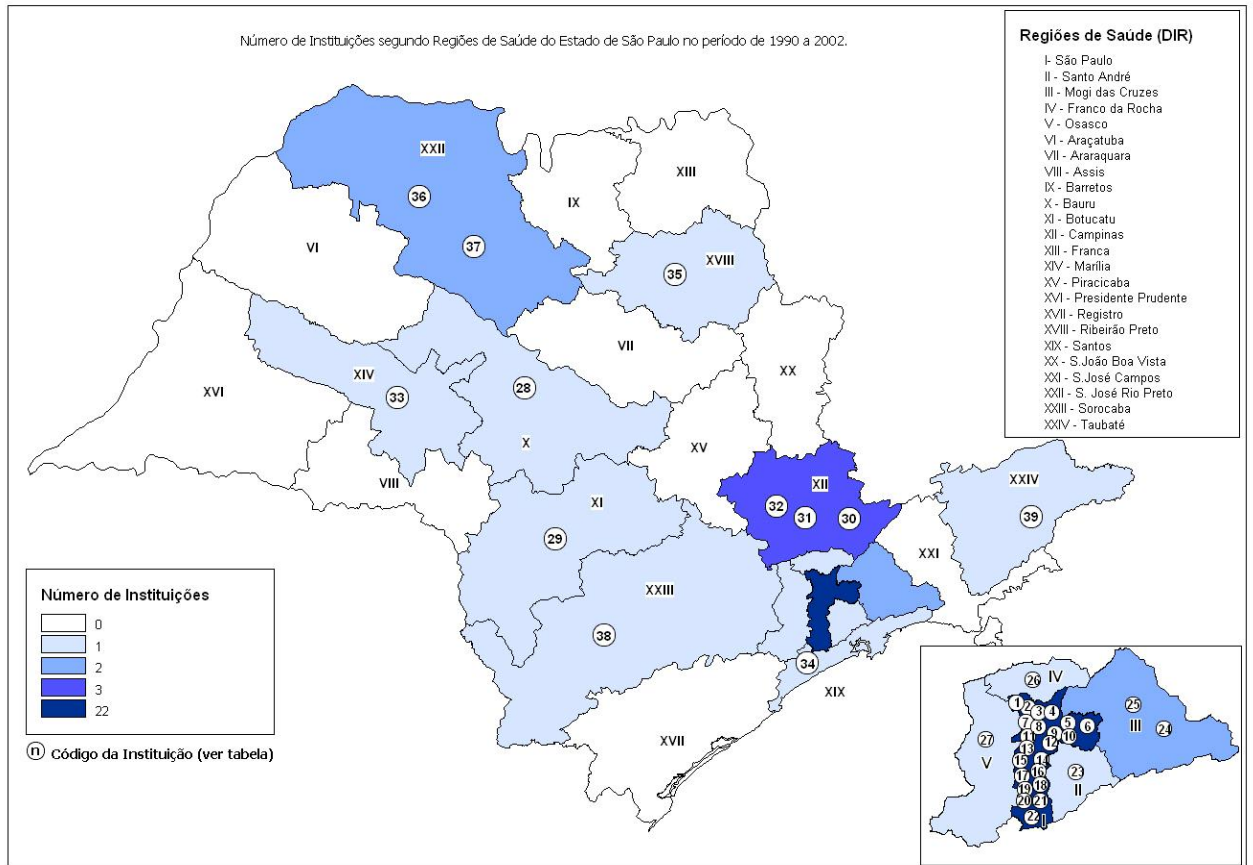 Número de Instituições segundo Regiões de Saúde do Estado de São Paulo no período de 1990 a 2002.
Regiões de Saúde (DIR)
I- São Paulo
II - Santo André
III - Mogi das Cruzes
IV - Franco da Rocha
V - Osasco
VI - Araçatuba
VII - Araraquara
VIII - Assis
IX - Barretos
X - Bauru
XI - Botucatu
XII - Campinas
XIII - Franca
XIV - Marília
XV - Piracicaba
XVI - Presidente Prudente
XVII - Registro
XVIII - Ribeirão Preto
XIX - Santos
XX - S.João Boa Vista
XXI - S.José Campos
XXII - S. José Rio Preto
XXIII - Sorocaba
XXIV - Taubaté
XXII
XIII
36
IX
VI
37
XVIII
35
VII
XIV
28
XX
XVI
33
X
XV
VIII
XII
XXIV
32
31
30
39
XI
29
XXI
XXIII
38
34
XIX
XVII
Número de Instituições
0
1
2
3
22
n Código da Instituição (ver tabela)
26 IV
1
2
3
4
25
7
8
5
6
III
24
27
11
9
10
13
12
V
15
14
17
16
23
19
18
II
20
21
22
I